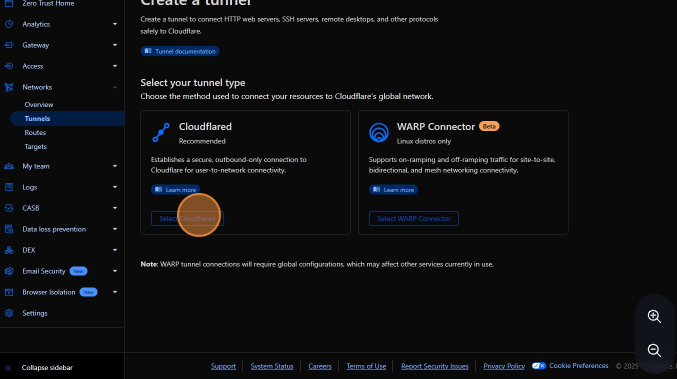 Zero Trust Home
Analytics
Gateway
Access
Networks
Overview
Tunnels
Routes
Targets
My team
Logs
CASB
Data loss prevention
DEX
Email Security New
Browser Isolation New
Settings
Collapse sidebar
Create a tunnel
Create a tunnel to connect HTTP web servers, SSH servers, remote desktops, and other protocols
safely to Cloudflare.
Tunnel documentation
Select your tunnel type
Choose the method used to connect your resources to Cloudflare's global network.
Cloudflared
Recommended
Establishes a secure, outbound-only connection to
Cloudflare for user-to-network connectivity.
Learn more
Select Cloudflared
WARP Connector Beta
Linux distros only
Supports on-ramping and off-ramping traffic for site-to-site,
bidirectional, and mesh networking connectivity.
Learn more
Select WARP Connector
Note: WARP tunnel connections will require global configurations, which may affect other services currently in use.
Support System Status Careers Terms of Use Report Security Issues Privacy Policy Cookie Preferences © 2025